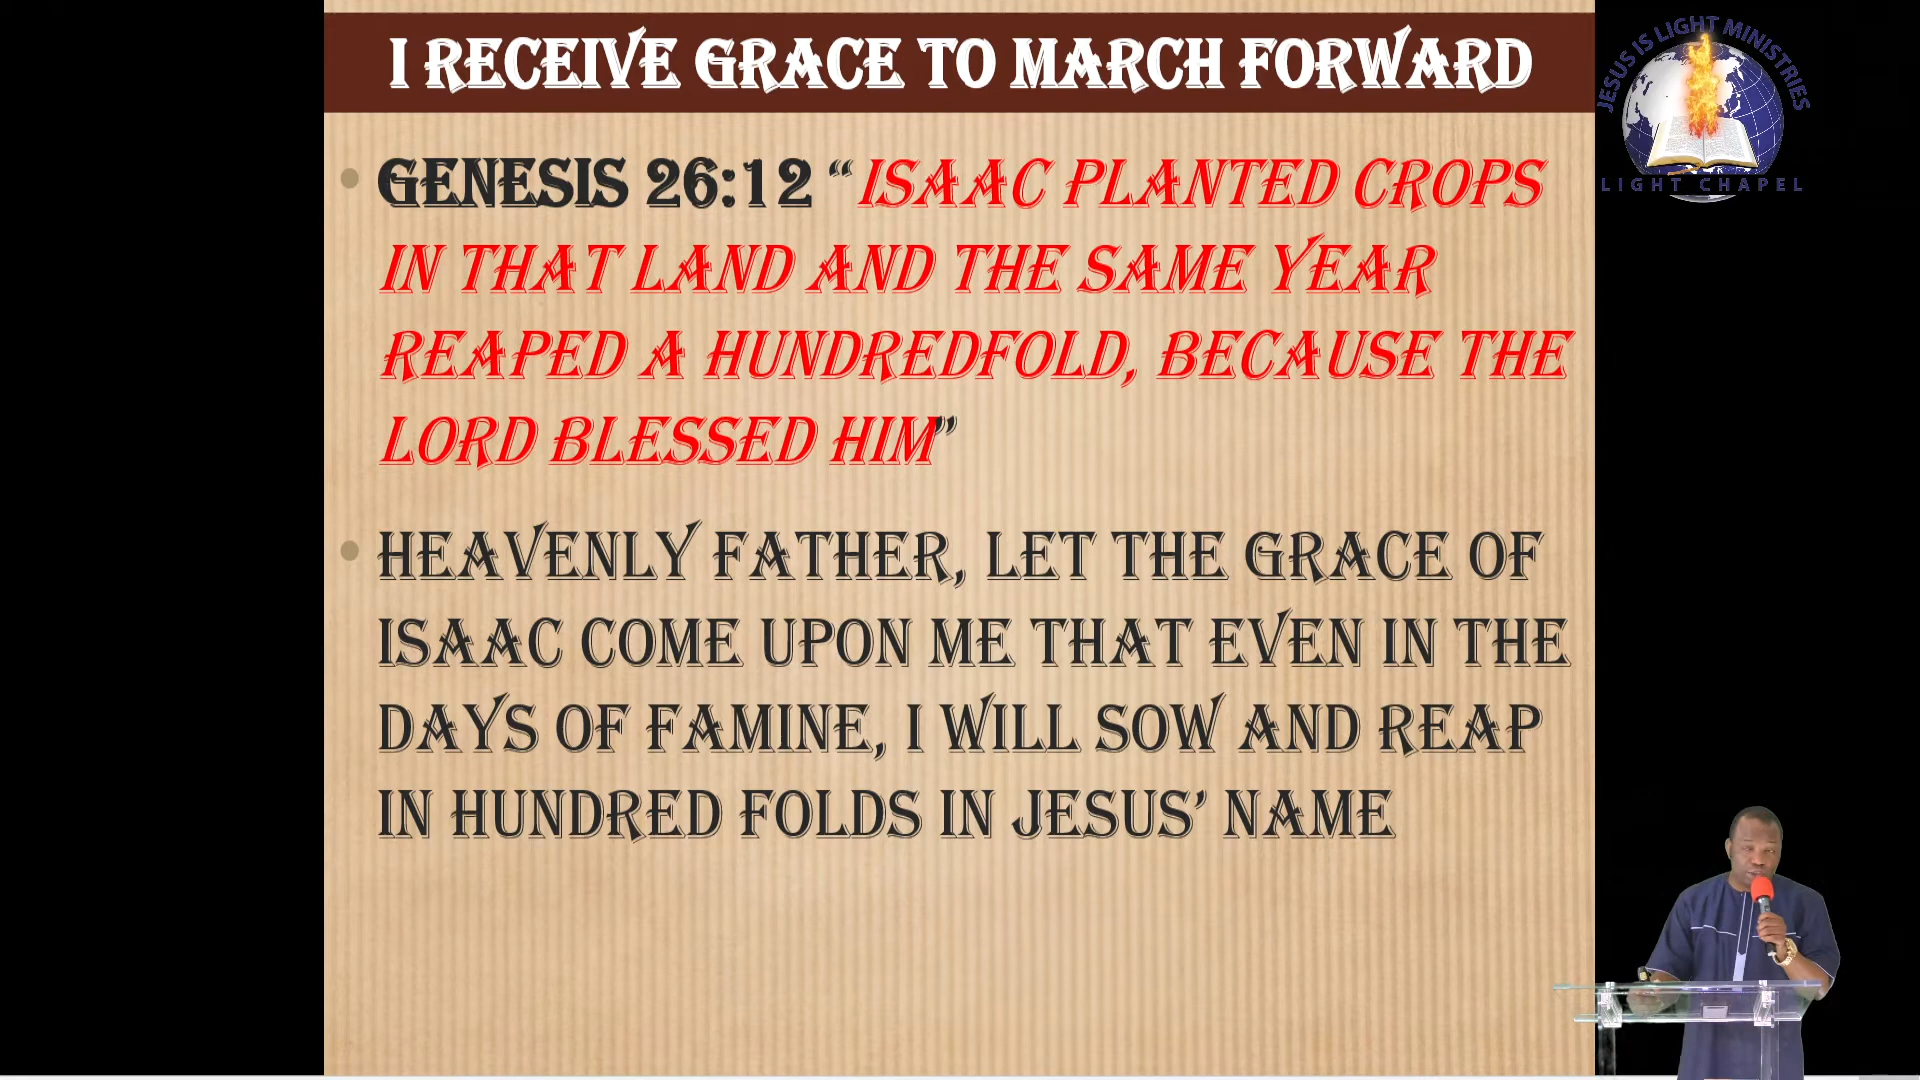 I RECEIVE GRACE TO MARCH FORWARD
JESUS IS LIGHT MINISTRIES
LIGHT CHAPEL
• GENESIS 26:12 “ISAAC PLANTED CROPS
IN THAT LAND AND THE SAME YEAR
REAPED A HUNDREDFOLD, BECAUSE THE
LORD BLESSED HIM”
• HEAVENLY FATHER, LET THE GRACE OF
ISAAC COME UPON ME THAT EVEN IN THE
DAYS OF FAMINE, I WILL SOW AND REAP
IN HUNDRED FOLDS IN JESUS’ NAME